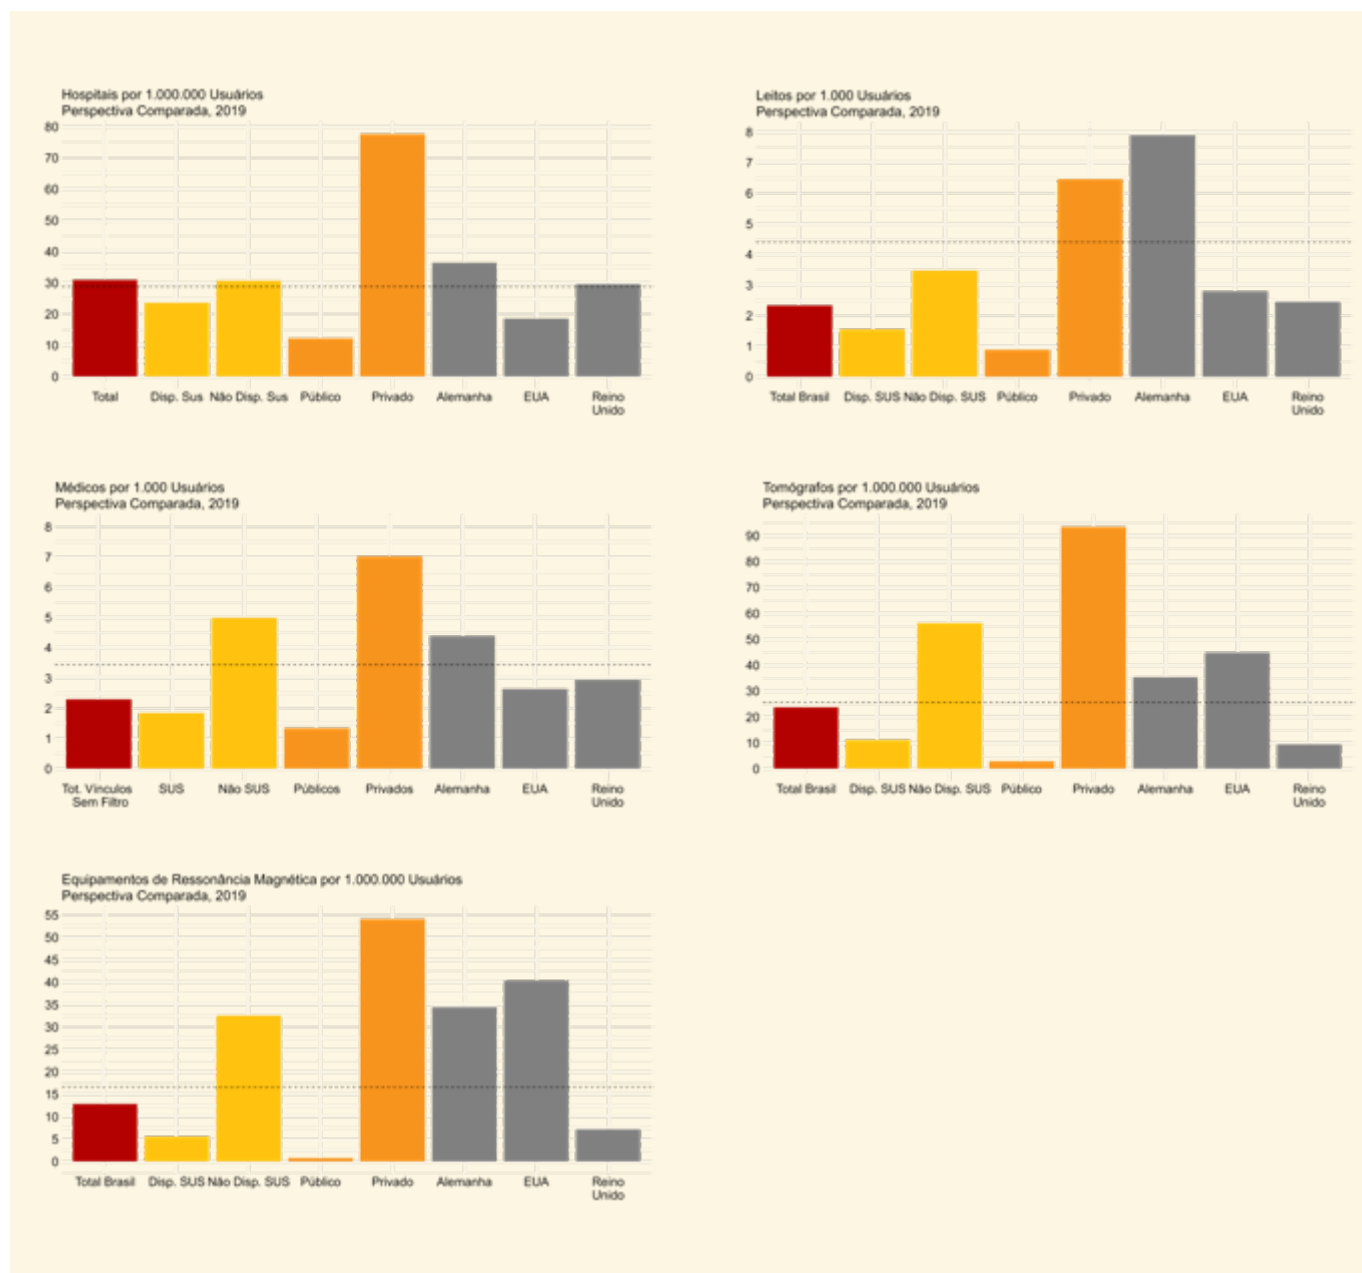 Hospitais por 1.000.000 Usuários
Perspectiva Comparada, 2019
80
70
60
50
40
30
20
10
0
Total Disp. Sus Não Disp. Sus Público Privado Alemanha EUA Reino
Unido
Leitos por 1.000 Usuários
Perspectiva Comparada, 2019
8
7
6
5
4
3
2
1
0
Total Brasil Disp. SUS Não Disp. SUS Público Privado Alemanha EUA Reino
Unido
Médicos por 1.000 Usuários
Perspectiva Comparada, 2019
8
7
6
5
4
3
2
1
0
Tot. Vínculos SUS Não SUS Públicos Privados Alemanha EUA Reino
Sem Filtro Unido
Tomógrafos por 1.000.000 Usuários
Perspectiva Comparada, 2019
90
80
70
60
50
40
30
20
10
0
Total Brasil Disp. SUS Não Disp. SUS Público Privado Alemanha EUA Reino
Unido
Equipamentos de Ressonância Magnética por 1.000.000 Usuários
Perspectiva Comparada, 2019
55
50
45
40
35
30
25
20
15
10
5
0
Total Brasil Disp. SUS Não Disp. SUS Público Privado Alemanha EUA Reino
Unido